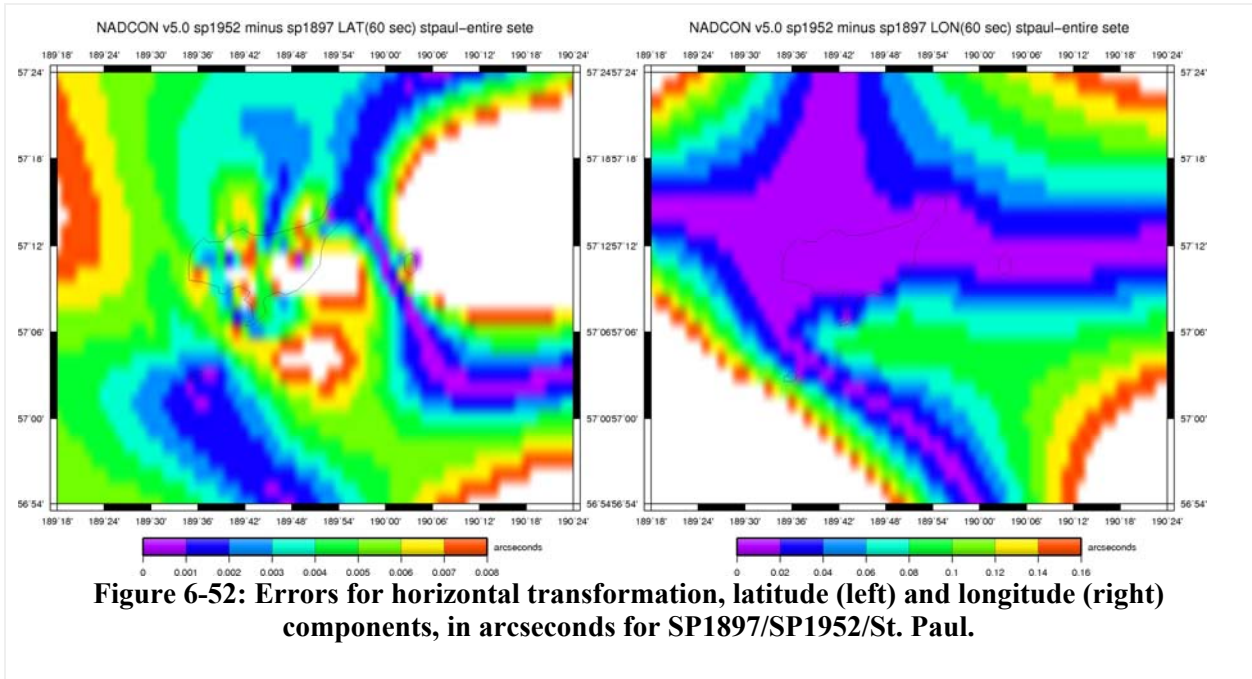 NADCON v5.0 sp1952 minus sp1897 LAT(60 sec) stpaul-entire sete
189˚18' 189˚24' 189˚30' 189˚36' 189˚42' 189˚48' 189˚54' 190˚00' 190˚06' 190˚12' 190˚18' 190˚24'
57˚24' 57˚24'
57˚18' 57˚18'
57˚12' 57˚12'
57˚06' 57˚06'
57˚00' 57˚00'
56˚54' 56˚54'
189˚18' 189˚24' 189˚30' 189˚36' 189˚42' 189˚48' 189˚54' 190˚00' 190˚06' 190˚12' 190˚18' 190˚24'
arcseconds
0 0.001 0.002 0.003 0.004 0.005 0.006 0.007 0.008
NADCON v5.0 sp1952 minus sp1897 LON(60 sec) stpaul-entire sete
189˚18' 189˚24' 189˚30' 189˚36' 189˚42' 189˚48' 189˚54' 190˚00' 190˚06' 190˚12' 190˚18' 190˚24'
57˚24' 57˚24'
57˚18' 57˚18'
57˚12' 57˚12'
57˚06' 57˚06'
57˚00' 57˚00'
56˚54' 56˚54'
189˚18' 189˚24' 189˚30' 189˚36' 189˚42' 189˚48' 189˚54' 190˚00' 190˚06' 190˚12' 190˚18' 190˚24'
arcseconds
0 0.02 0.04 0.06 0.08 0.1 0.12 0.14 0.16
Figure 6-52: Errors for horizontal transformation, latitude (left) and longitude (right)
components, in arcseconds for SP1897/SP1952/St. Paul.